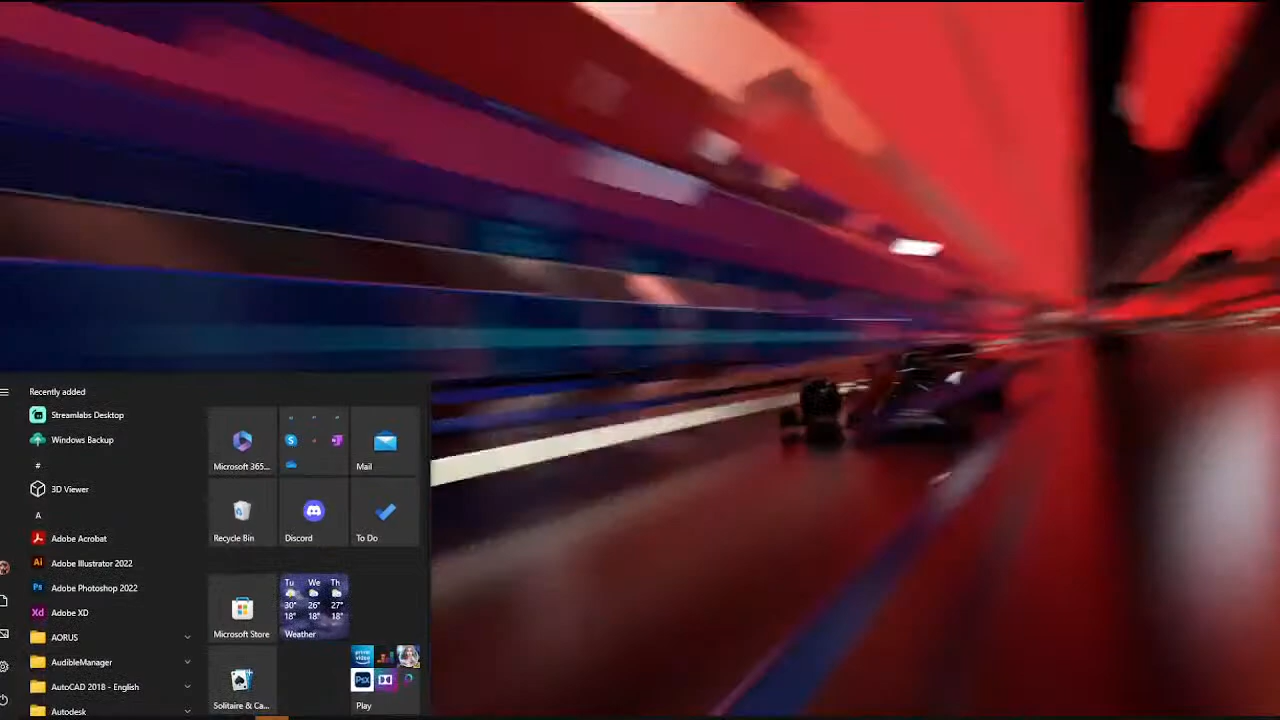 Recently added
Streamlabs Desktop
Windows Backup
#
3D Viewer
A
Adobe Acrobat
Adobe Illustrator 2022
Adobe Photoshop 2022
Adobe XD
AORUS
AudibleManager
AutoCAD 2018 - English
Autodesk
Microsoft 365...
Mail
Recycle Bin
Discord
To Do
Microsoft Store
Tu We Th
30° 26° 27°
18° 18° 18°
Weather
Solitaire & Ca...
prime video
Play